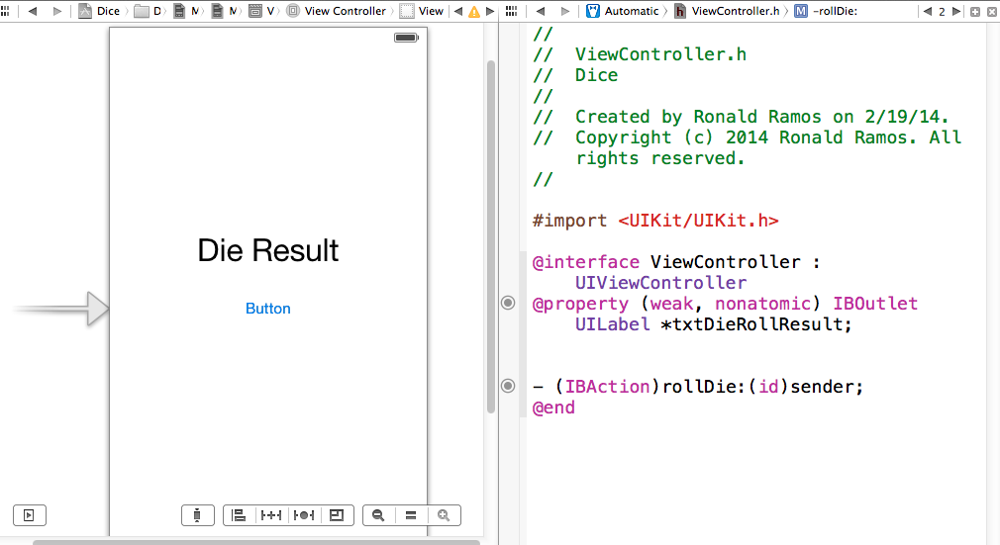 Dice D M M V View Controller View
Automatic ViewController.h M -rollDie: 2
Die Result
Button
//
//  ViewController.h
//  Dice
//
//  Created by Ronald Ramos on 2/19/14.
//  Copyright (c) 2014 Ronald Ramos. All
    rights reserved.
//
#import <UIKit/UIKit.h>
@interface ViewController :
    UIViewController
@property (weak, nonatomic) IBOutlet
    UILabel *txtDieRollResult;
- (IBAction)rollDie:(id)sender;
@end